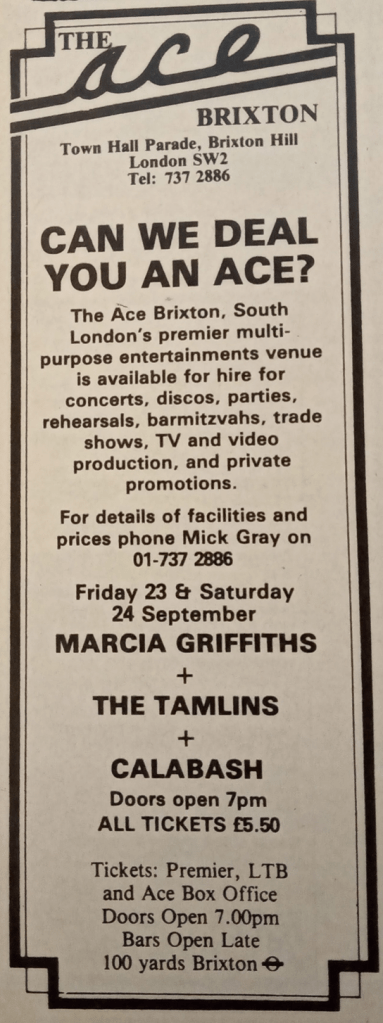 THE
ace
BRIXTON
Town Hall Parade, Brixton Hill
London SW2
Tel: 737 2886
CAN WE DEAL
YOU AN ACE?
The Ace Brixton, South
London's premier multi-
purpose entertainments venue
is available for hire for
concerts, discos, parties,
rehearsals, barmitzvahs, trade
shows, TV and video
production, and private
promotions.
For details of facilities and
prices phone Mick Gray on
01-737 2886
Friday 23 & Saturday
24 September
MARCIA GRIFFITHS
+
THE TAMLINS
+
CALABASH
Doors open 7pm
ALL TICKETS £5.50
Tickets: Premier, LTB
and Ace Box Office
Doors Open 7.00pm
Bars Open Late
100 yards Brixton